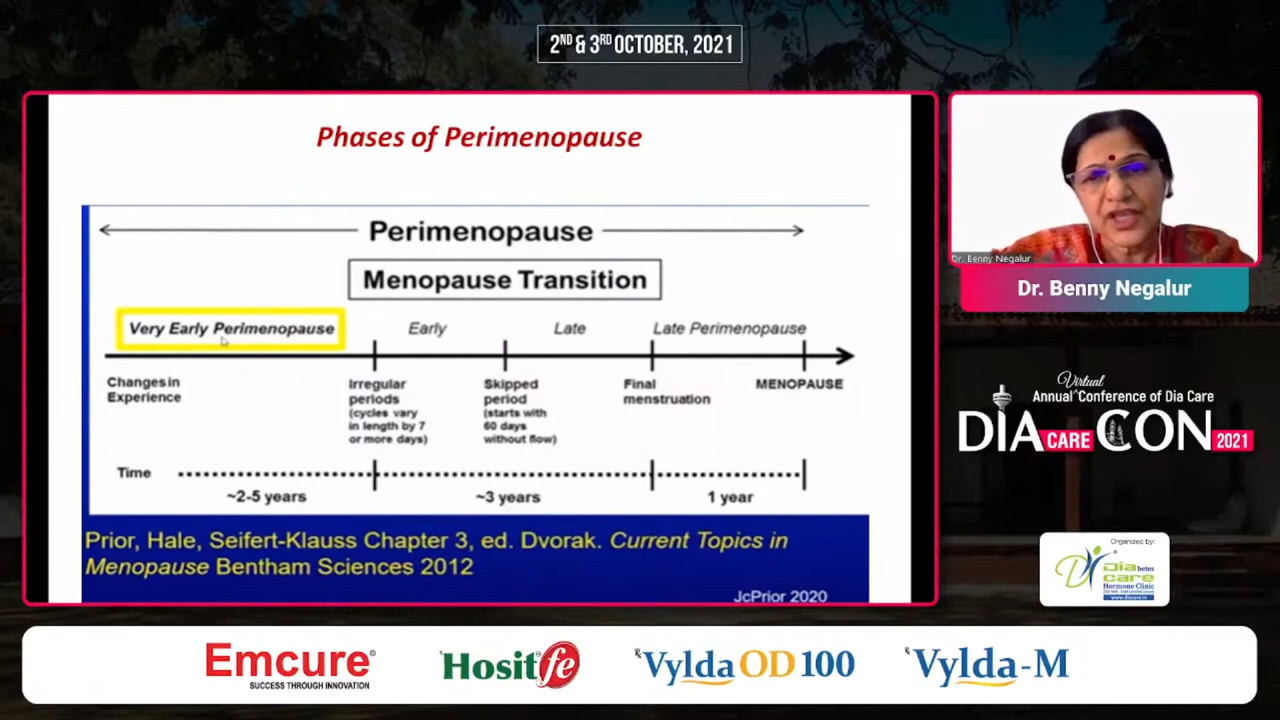 2ND & 3RD OCTOBER, 2021
Phases of Perimenopause
Perimenopause
Menopause Transition
Very Early Perimenopause
Early
Late
Late Perimenopause
Changes in
Experience
Irregular
periods
(cycles vary
in length by 7
or more days)
Skipped
period
(starts with
60 days
without flow)
Final
menstruation
MENOPAUSE
Time
~2-5 years
~3 years
1 year
Prior, Hale, Seifert-Klauss Chapter 3, ed. Dvorak. Current Topics in
Menopause Bentham Sciences 2012
JcPrior 2020
Dr. Benny Negalur
Dr. Benny Negalur
Virtual
Annual ^Conference of Dia Care
DIA CARE CON 2021
Organized by:
Diabetes
care
Hormone Clinic
www.diacare.in
Emcure®
SUCCESS THROUGH INNOVATION
Hositfe
Vylda OD 100
Vylda-M